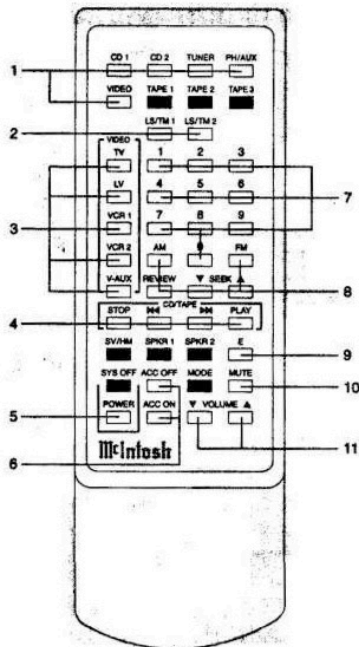 CD 1 CD 2 TUNER PH/AUX
1
VIDEO TAPE 1 TAPE 2 TAPE 3
2 LS/TM 1 LS/TM 2
VIDEO
TV 1 2 3
LV 4 5 6 7
3 VCR 1 7 8 9
VCR 2 AM 0 FM
V-AUX REVIEW ▼ SEEK ▲ 8
CD/TAPE
4 STOP ⏮ ⏭ PLAY
SV/HM SPKR 1 SPKR 2 E 9
SYS OFF ACC OFF MODE MUTE 10
5 POWER ACC ON ▼ VOLUME ▲
6 11
McIntosh